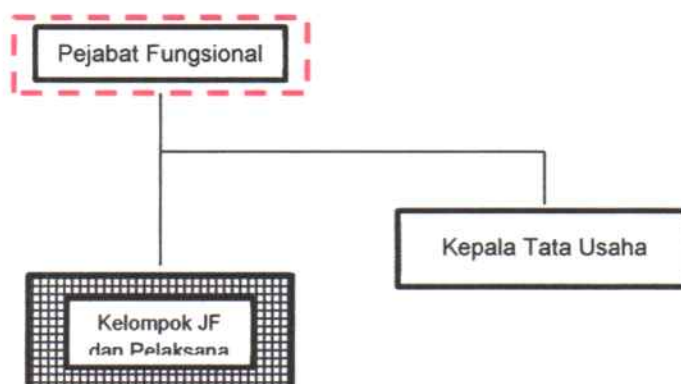 Pejabat Fungsional
Kepala Tata Usaha
Kelompok JF
dan Pelaksana